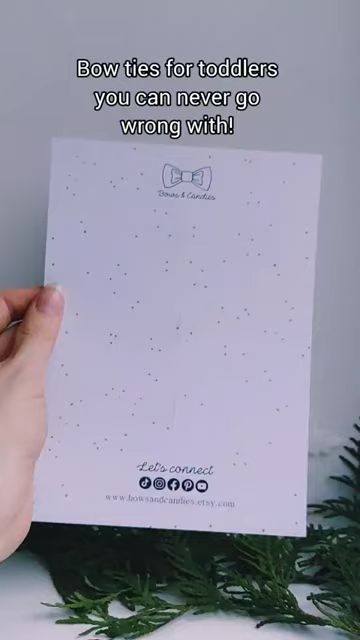 Bow ties for toddlers
you can never go
wrong with!
Bows & Candies
Let's connect
www.bowsandcandies.etsy.com